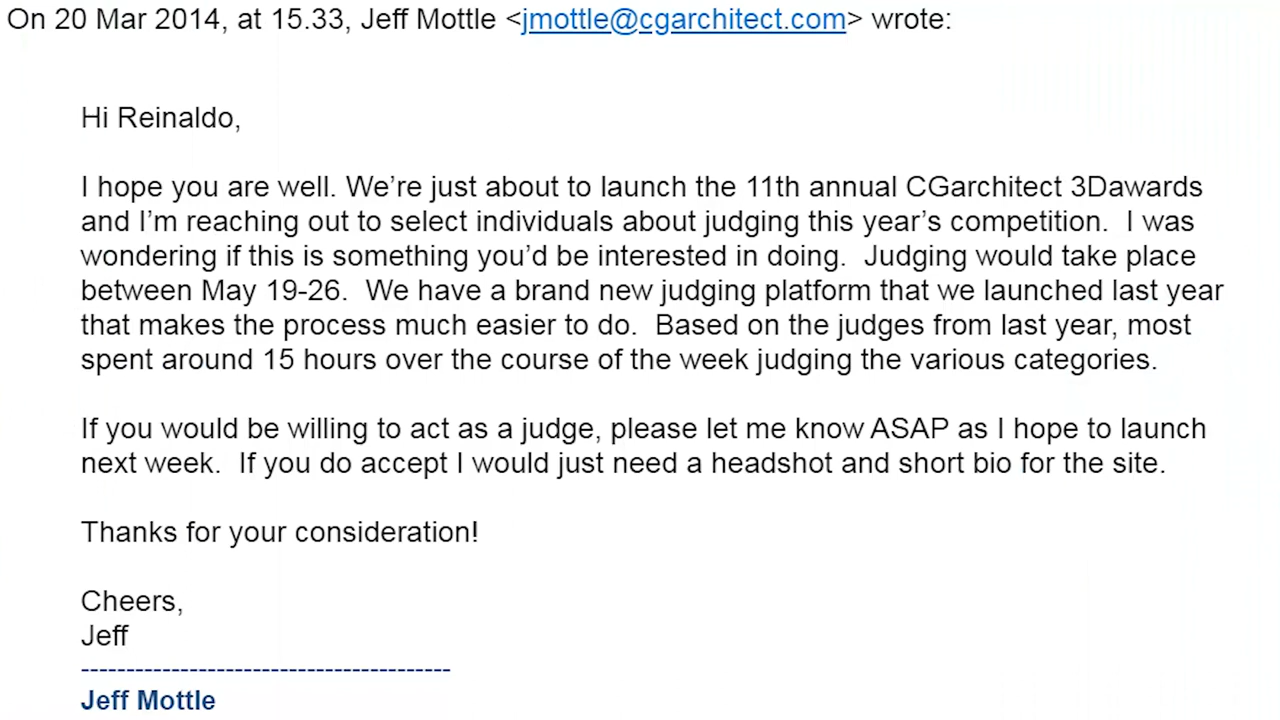 On 20 Mar 2014, at 15.33, Jeff Mottle <jmottle@cgarchitect.com> wrote:
Hi Reinaldo,
I hope you are well. We’re just about to launch the 11th annual CGarchitect 3Dawards
and I’m reaching out to select individuals about judging this year’s competition.  I was
wondering if this is something you’d be interested in doing.  Judging would take place
between May 19-26.  We have a brand new judging platform that we launched last year
that makes the process much easier to do.  Based on the judges from last year, most
spent around 15 hours over the course of the week judging the various categories.
If you would be willing to act as a judge, please let me know ASAP as I hope to launch
next week.  If you do accept I would just need a headshot and short bio for the site.
Thanks for your consideration!
Cheers,
Jeff
-----------------------------------------
Jeff Mottle